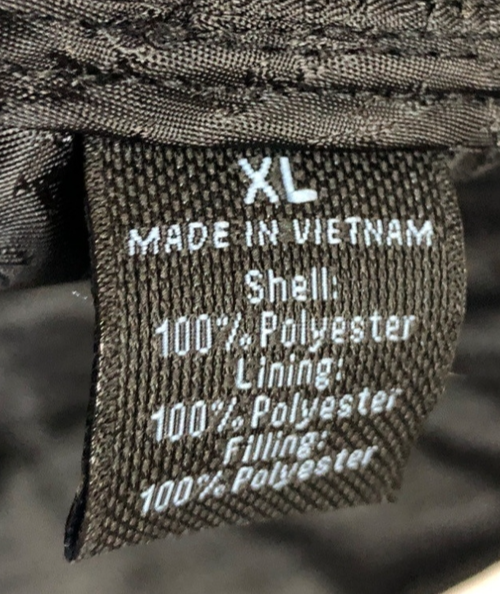 XL
MADE IN VIETNAM
Shell:
100% Polyester
Lining:
100% Polyester
Filling:
100% Polyester